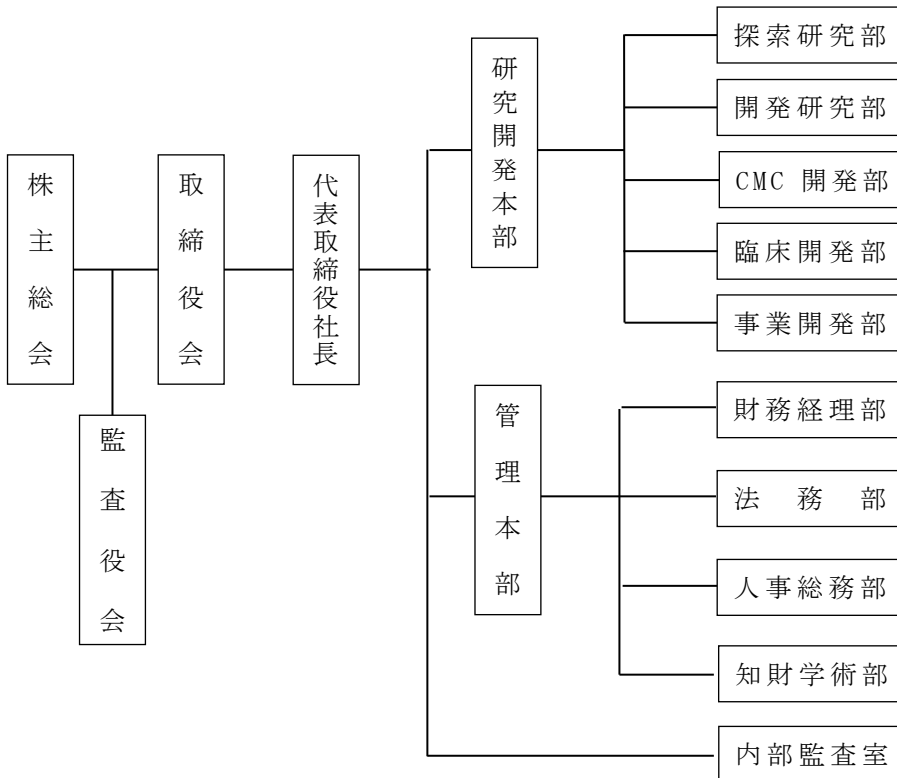 株主総会
監査役会
取締役会
代表取締役社長
研究開発本部
探索研究部
開発研究部
CMC 開発部
臨床開発部
事業開発部
管理本部
財務経理部
法務部
人事総務部
知財学術部
内部監査室